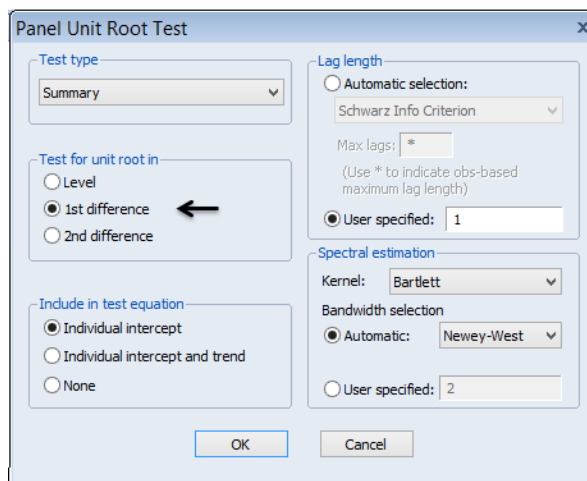 Panel Unit Root Test
x
Test type
Summary
Test for unit root in
Level
1st difference
2nd difference
Include in test equation
Individual intercept
Individual intercept and trend
None
Lag length
Automatic selection:
Schwarz Info Criterion
Max lags: *
(Use * to indicate obs-based
maximum lag length)
User specified: 1
Spectral estimation
Kernel: Bartlett
Bandwidth selection
Automatic: Newey-West
User specified: 2
OK
Cancel